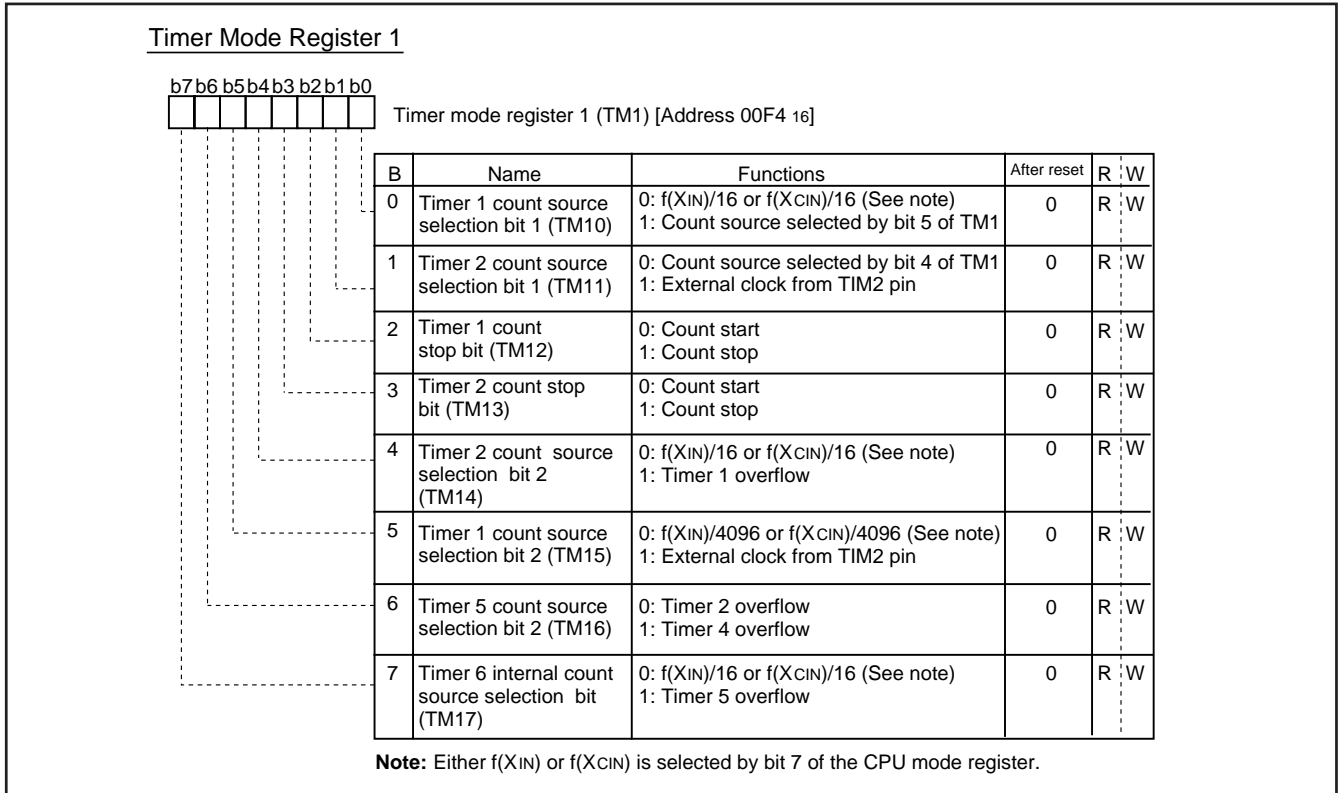 Timer Mode Register 1
b7 b6 b5 b4 b3 b2 b1 b0
Timer mode register 1 (TM1) [Address 00F4 16]
B Name Functions After reset R W
0 Timer 1 count source selection bit 1 (TM10) 0: f(XIN)/16 or f(XCIN)/16 (See note) 1: Count source selected by bit 5 of TM1 0 R W
1 Timer 2 count source selection bit 1 (TM11) 0: Count source selected by bit 4 of TM1 1: External clock from TIM2 pin 0 R W
2 Timer 1 count stop bit (TM12) 0: Count start 1: Count stop 0 R W
3 Timer 2 count stop bit (TM13) 0: Count start 1: Count stop 0 R W
4 Timer 2 count source selection bit 2 (TM14) 0: f(XIN)/16 or f(XCIN)/16 (See note) 1: Timer 1 overflow 0 R W
5 Timer 1 count source selection bit 2 (TM15) 0: f(XIN)/4096 or f(XCIN)/4096 (See note) 1: External clock from TIM2 pin 0 R W
6 Timer 5 count source selection bit 2 (TM16) 0: Timer 2 overflow 1: Timer 4 overflow 0 R W
7 Timer 6 internal count source selection bit (TM17) 0: f(XIN)/16 or f(XCIN)/16 (See note) 1: Timer 5 overflow 0 R W
Note: Either f(XIN) or f(XCIN) is selected by bit 7 of the CPU mode register.